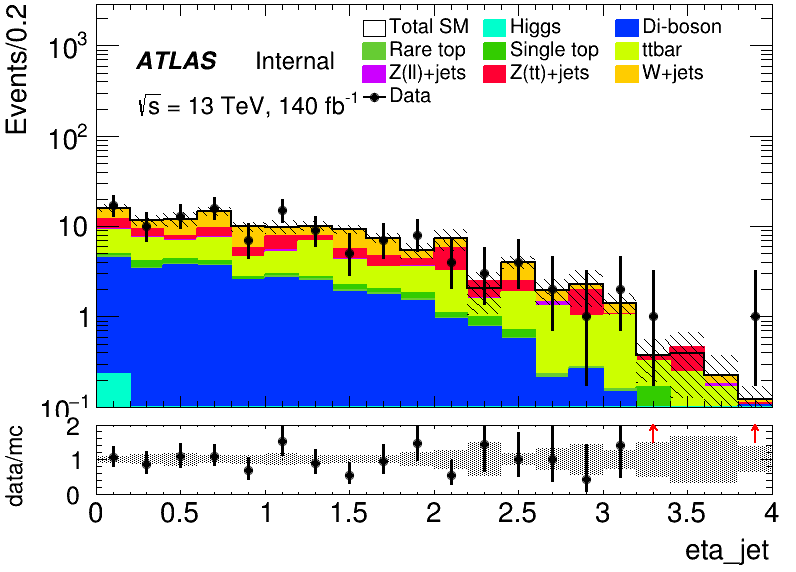 Events/0.2
10³
10²
10
1
10⁻¹
ATLAS Internal
√s = 13 TeV, 140 fb⁻¹
Total SM Higgs Di-boson
Rare top Single top ttbar
Z(ll)+jets Z(tt)+jets W+jets
Data
data/mc
2
1
0
0 0.5 1 1.5 2 2.5 3 3.5 4
eta_jet